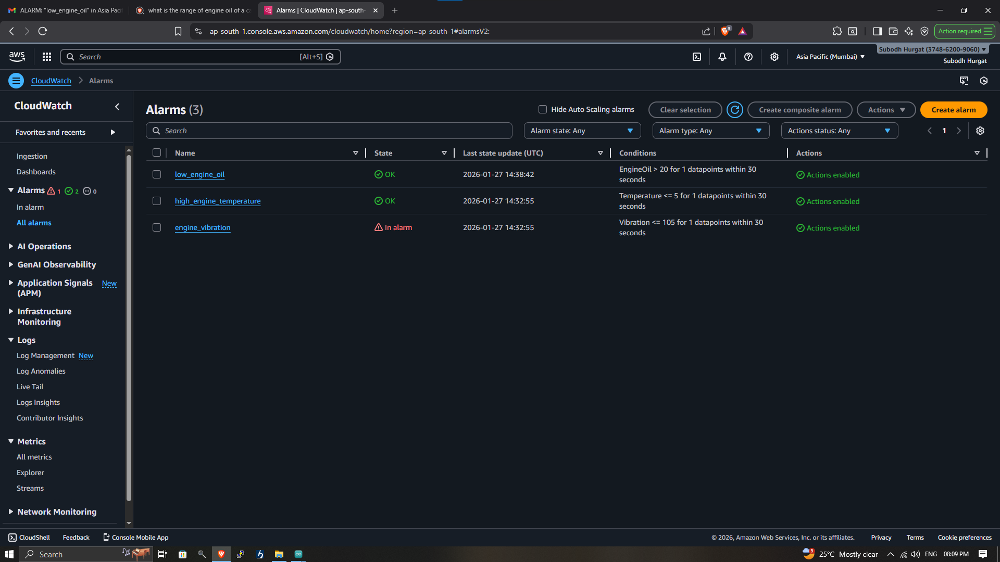 ALARM: "low_engine_oil" in Asia Paci
what is the range of engine oil of a c
Alarms | CloudWatch | ap-south-
ap-south-1.console.aws.amazon.com/cloudwatch/home?region=ap-south-1#alarmsV2:
9
Action required
aws
Search
[Alt+S]
Asia Pacific (Mumbai)
Subodh Hurgat (3748-6200-9060)
Subodh Hurgat
CloudWatch
Alarms
CloudWatch
Favorites and recents
Ingestion
Dashboards
Alarms 1 2 0
In alarm
All alarms
AI Operations
GenAI Observability
Application Signals (APM)
New
Infrastructure Monitoring
Logs
Log Management New
Log Anomalies
Live Tail
Logs Insights
Contributor Insights
Metrics
All metrics
Explorer
Streams
Network Monitoring
Alarms (3)
Hide Auto Scaling alarms
Clear selection
Create composite alarm
Actions
Create alarm
Search
Alarm state: Any
Alarm type: Any
Actions status: Any
1
Name State Last state update (UTC) Conditions Actions
low_engine_oil OK 2026-01-27 14:38:42 EngineOil > 20 for 1 datapoints within 30 seconds Actions enabled
high_engine_temperature OK 2026-01-27 14:32:55 Temperature <= 5 for 1 datapoints within 30 seconds Actions enabled
engine_vibration In alarm 2026-01-27 14:32:55 Vibration <= 105 for 1 datapoints within 30 seconds Actions enabled
CloudShell Feedback Console Mobile App
© 2026, Amazon Web Services, Inc. or its affiliates. Privacy Terms Cookie preferences
Search
5
25°C Mostly clear
ENG
08:09 PM